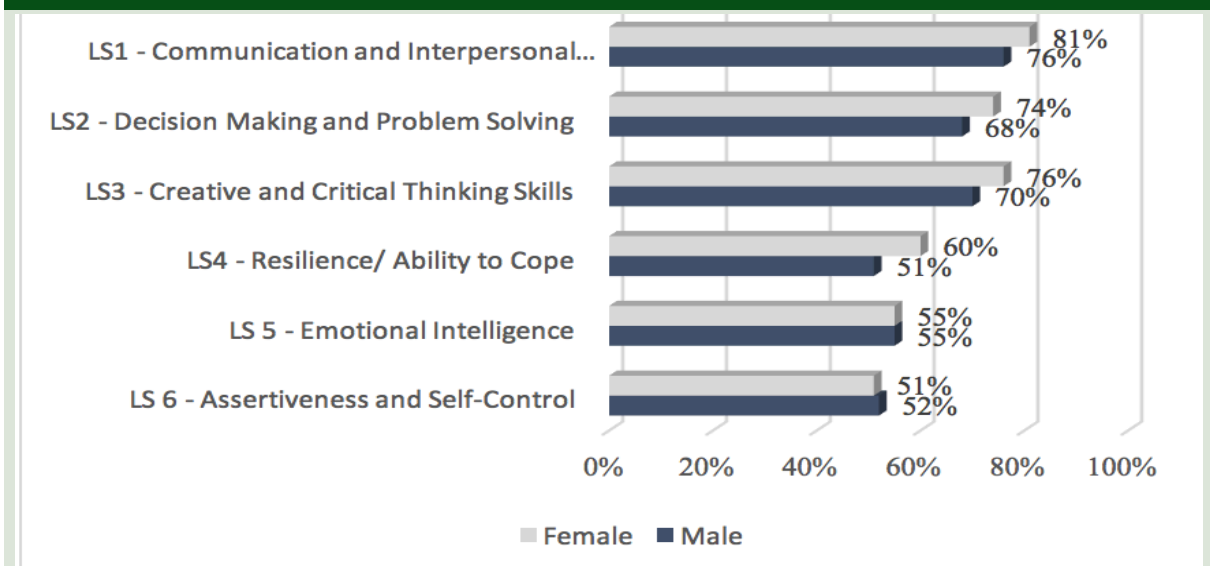 LS1 - Communication and Interpersonal...
81%
76%
LS2 - Decision Making and Problem Solving
74%
68%
LS3 - Creative and Critical Thinking Skills
76%
70%
LS4 - Resilience/ Ability to Cope
60%
51%
LS 5 - Emotional Intelligence
55%
55%
LS 6 - Assertiveness and Self-Control
51%
52%
0% 20% 40% 60% 80% 100%
Female Male